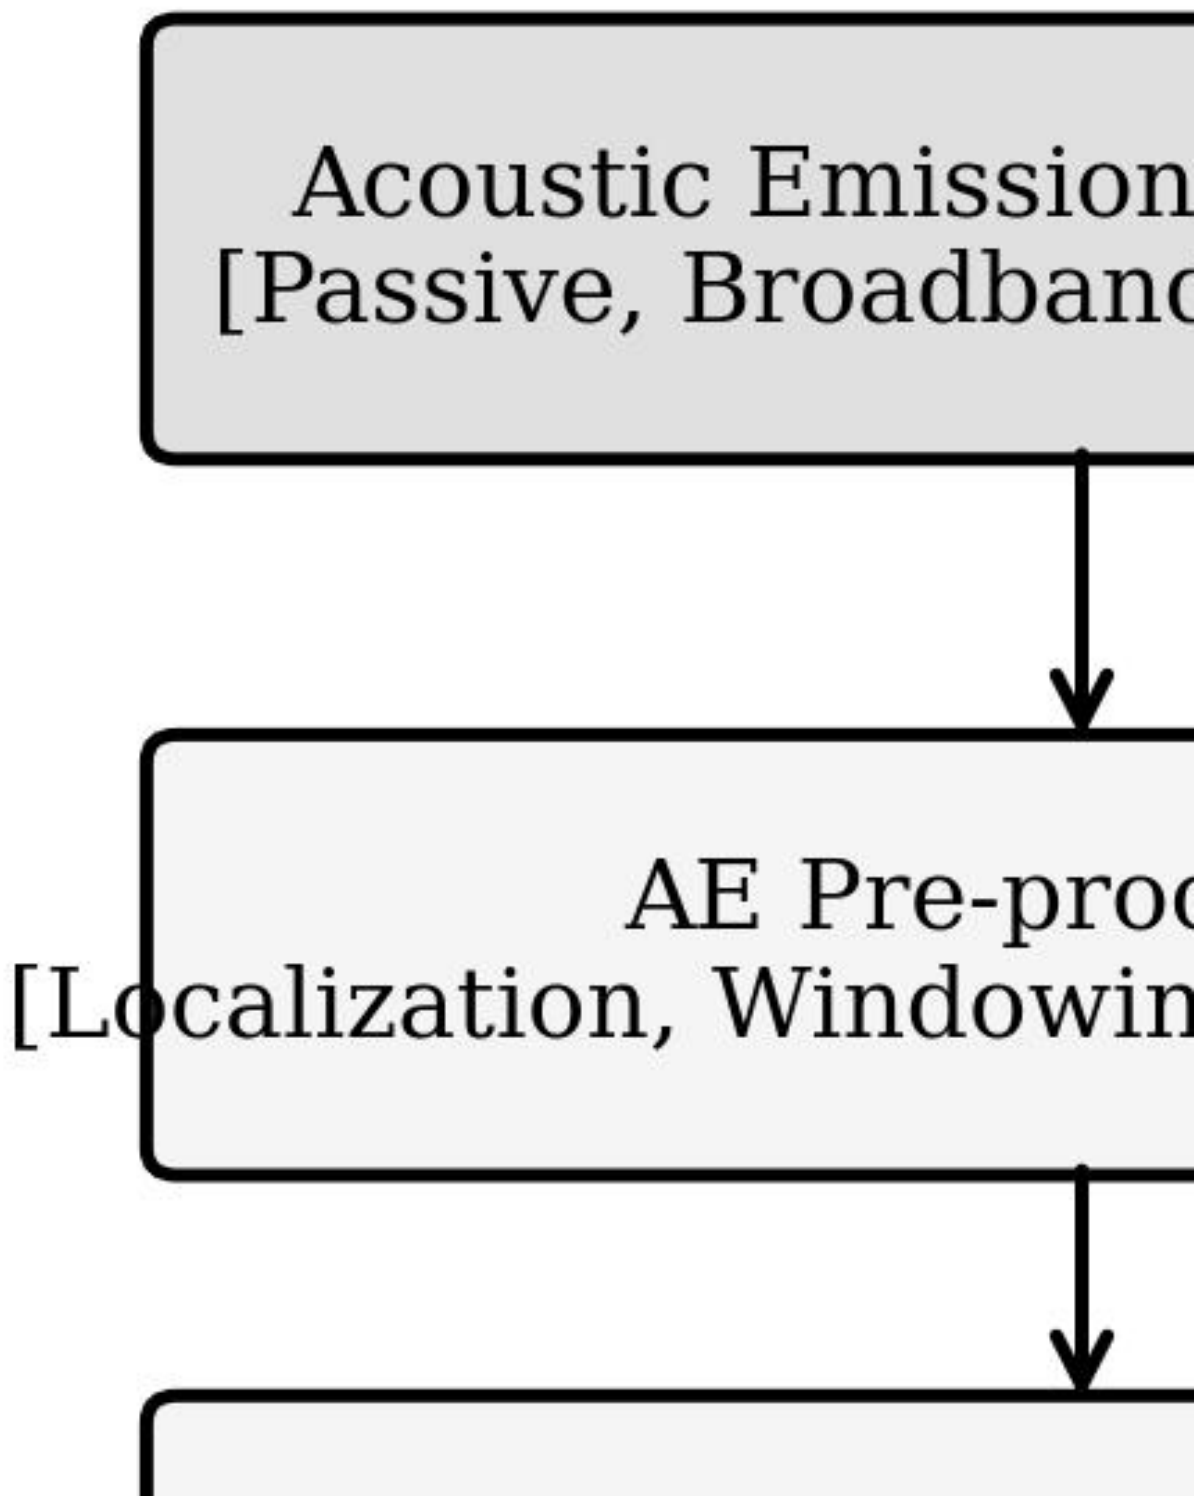 Acoustic Emission
[Passive, Broadband
AE Pre-proc
[Localization, Windowin